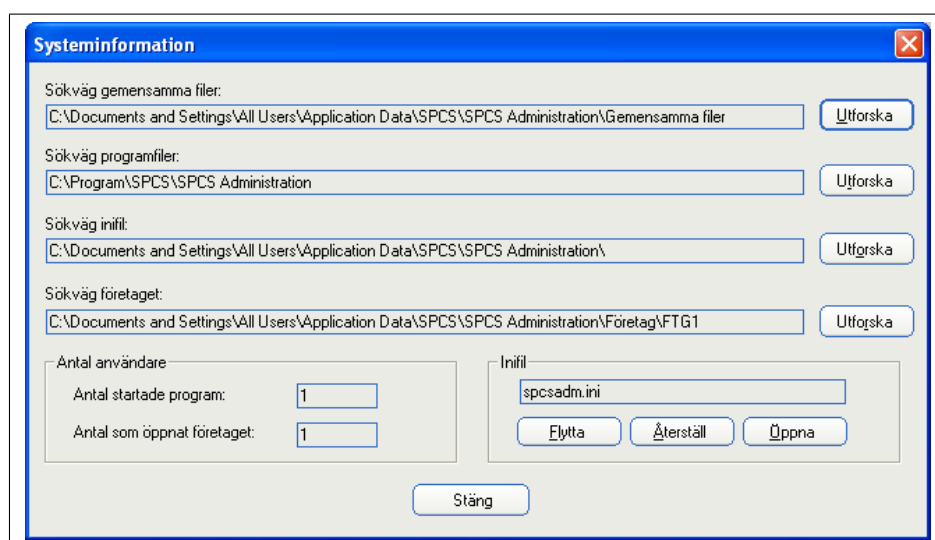 Systeminformation
Sökväg gemensamma filer:
C:\Documents and Settings\All Users\Application Data\SPCS\SPCS Administration\Gemensamma filer
Utforska
Sökväg programfiler:
C:\Program\SPCS\SPCS Administration
Utforska
Sökväg inifil:
C:\Documents and Settings\All Users\Application Data\SPCS\SPCS Administration\
Utforska
Sökväg företaget:
C:\Documents and Settings\All Users\Application Data\SPCS\SPCS Administration\Företag\FTG1
Utforska
Antal användare
Antal startade program: 1
Antal som öppnat företaget: 1
Inifil
spcsadm.ini
Flytta Återställ Öppna
Stäng